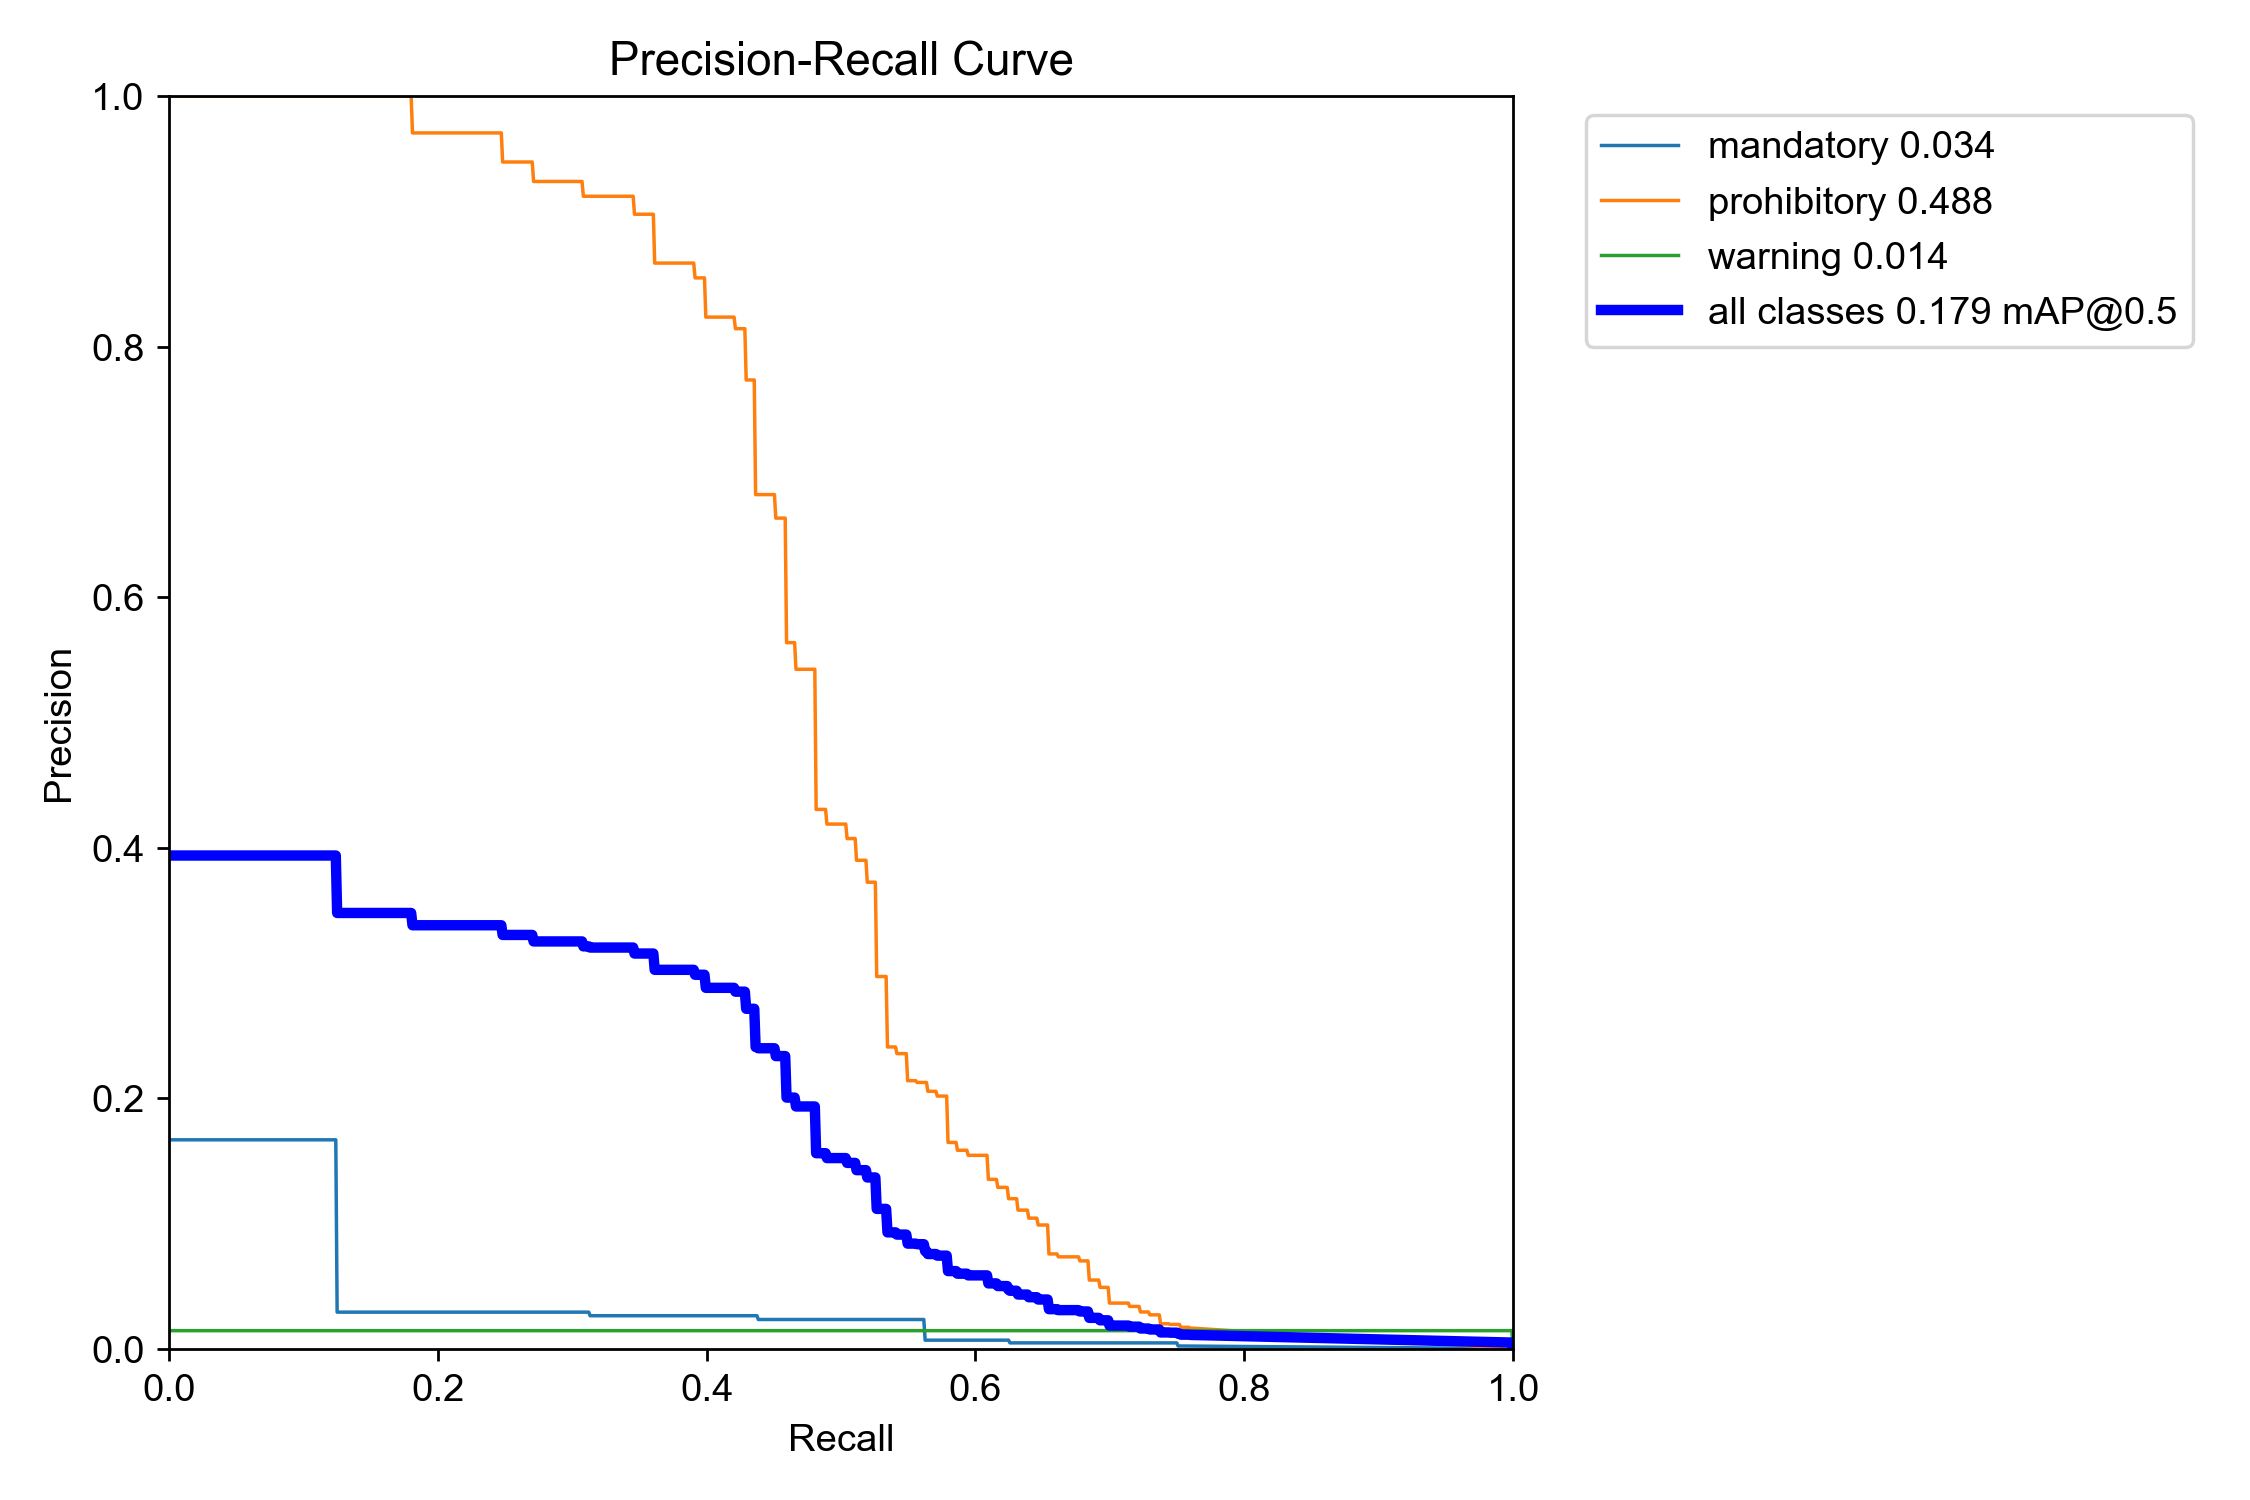 Precision-Recall Curve
1.0
0.8
0.6
0.4
0.2
0.0
Precision
0.0 0.2 0.4 0.6 0.8 1.0
Recall
mandatory 0.034
prohibitory 0.488
warning 0.014
all classes 0.179 mAP@0.5